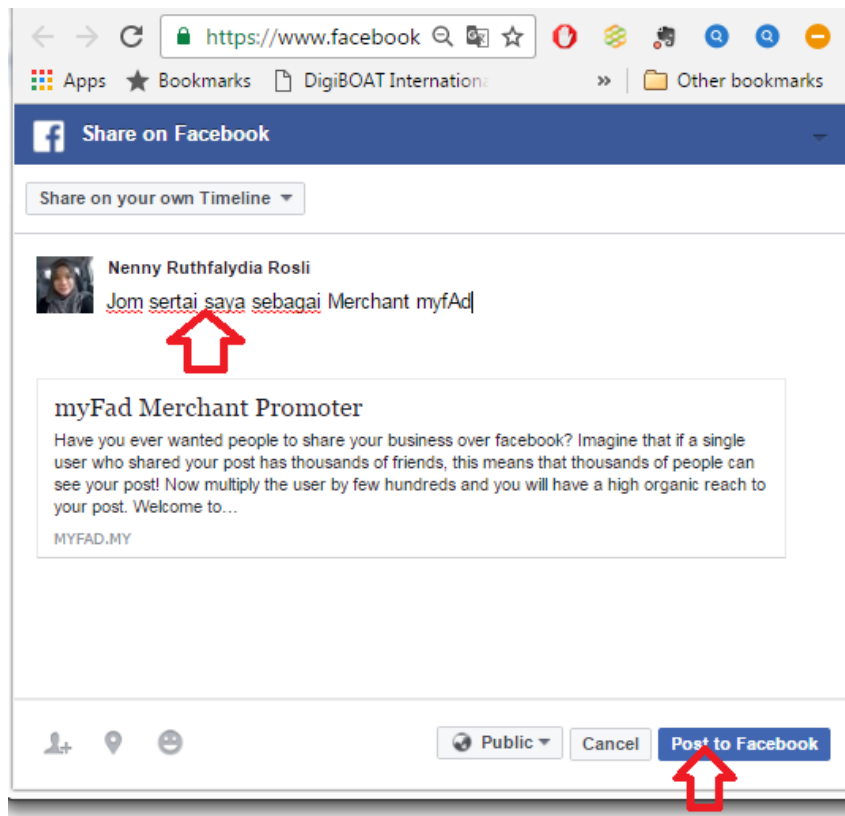 https://www.facebook
Apps Bookmarks DigiBOAT Internation » Other bookmarks
f Share on Facebook
Share on your own Timeline
Nenny Ruthfalydia Rosli
Jom sertai saya sebagai Merchant myfAd
myFad Merchant Promoter
Have you ever wanted people to share your business over facebook? Imagine that if a single
user who shared your post has thousands of friends, this means that thousands of people can
see your post! Now multiply the user by few hundreds and you will have a high organic reach to
your post. Welcome to...
MYFAD.MY
Public Cancel Post to Facebook